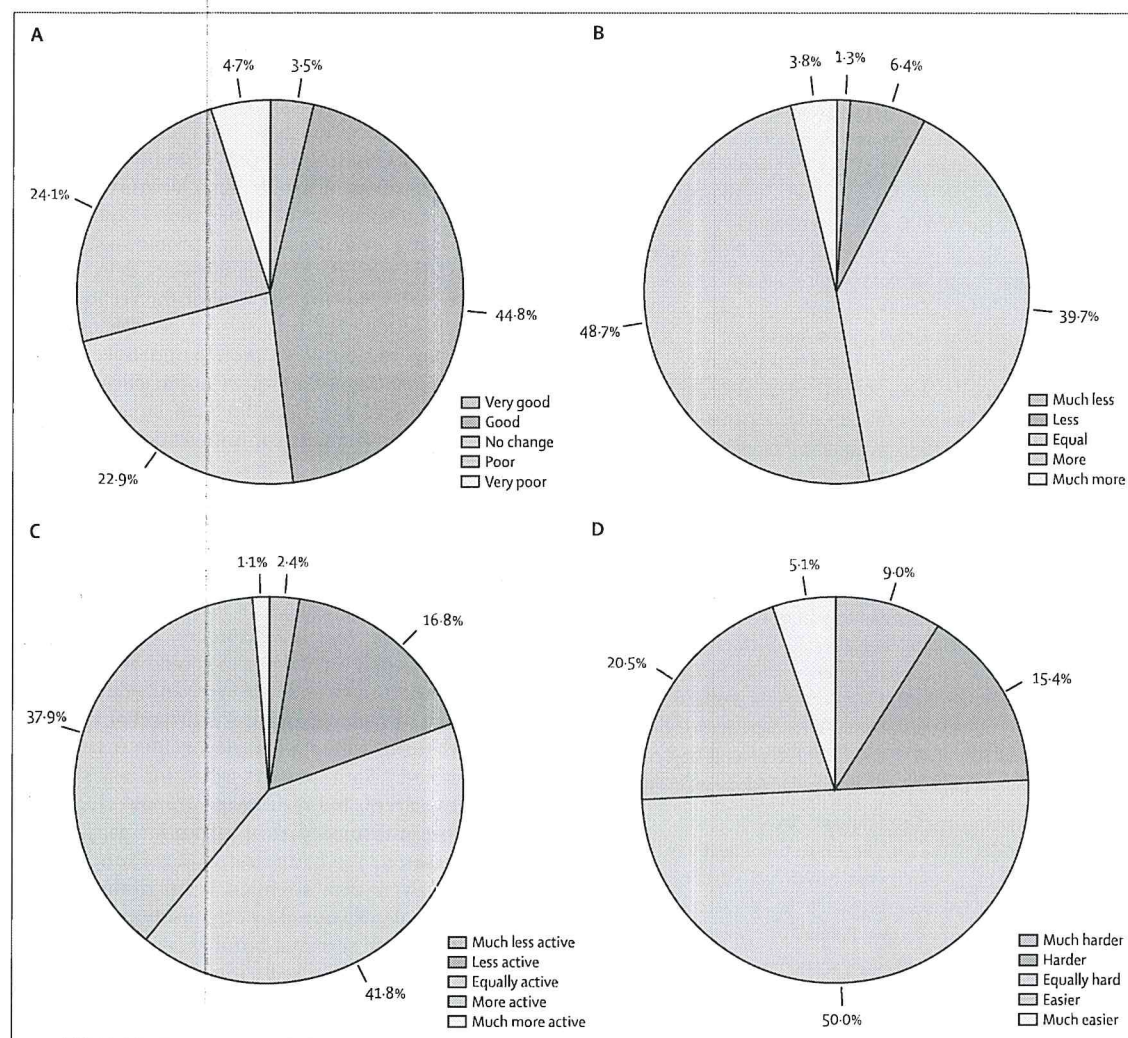 A
4·7%
3·5%
24·1%
44·8%
22·9%
Very good
Good
No change
Poor
Very poor
B
3·8%
1·3%
6·4%
48·7%
39·7%
Much less
Less
Equal
More
Much more
C
1·1%
2·4%
16·8%
37·9%
41·8%
Much less active
Less active
Equally active
More active
Much more active
D
5·1%
9·0%
20·5%
15·4%
50·0%
Much harder
Harder
Equally hard
Easier
Much easier